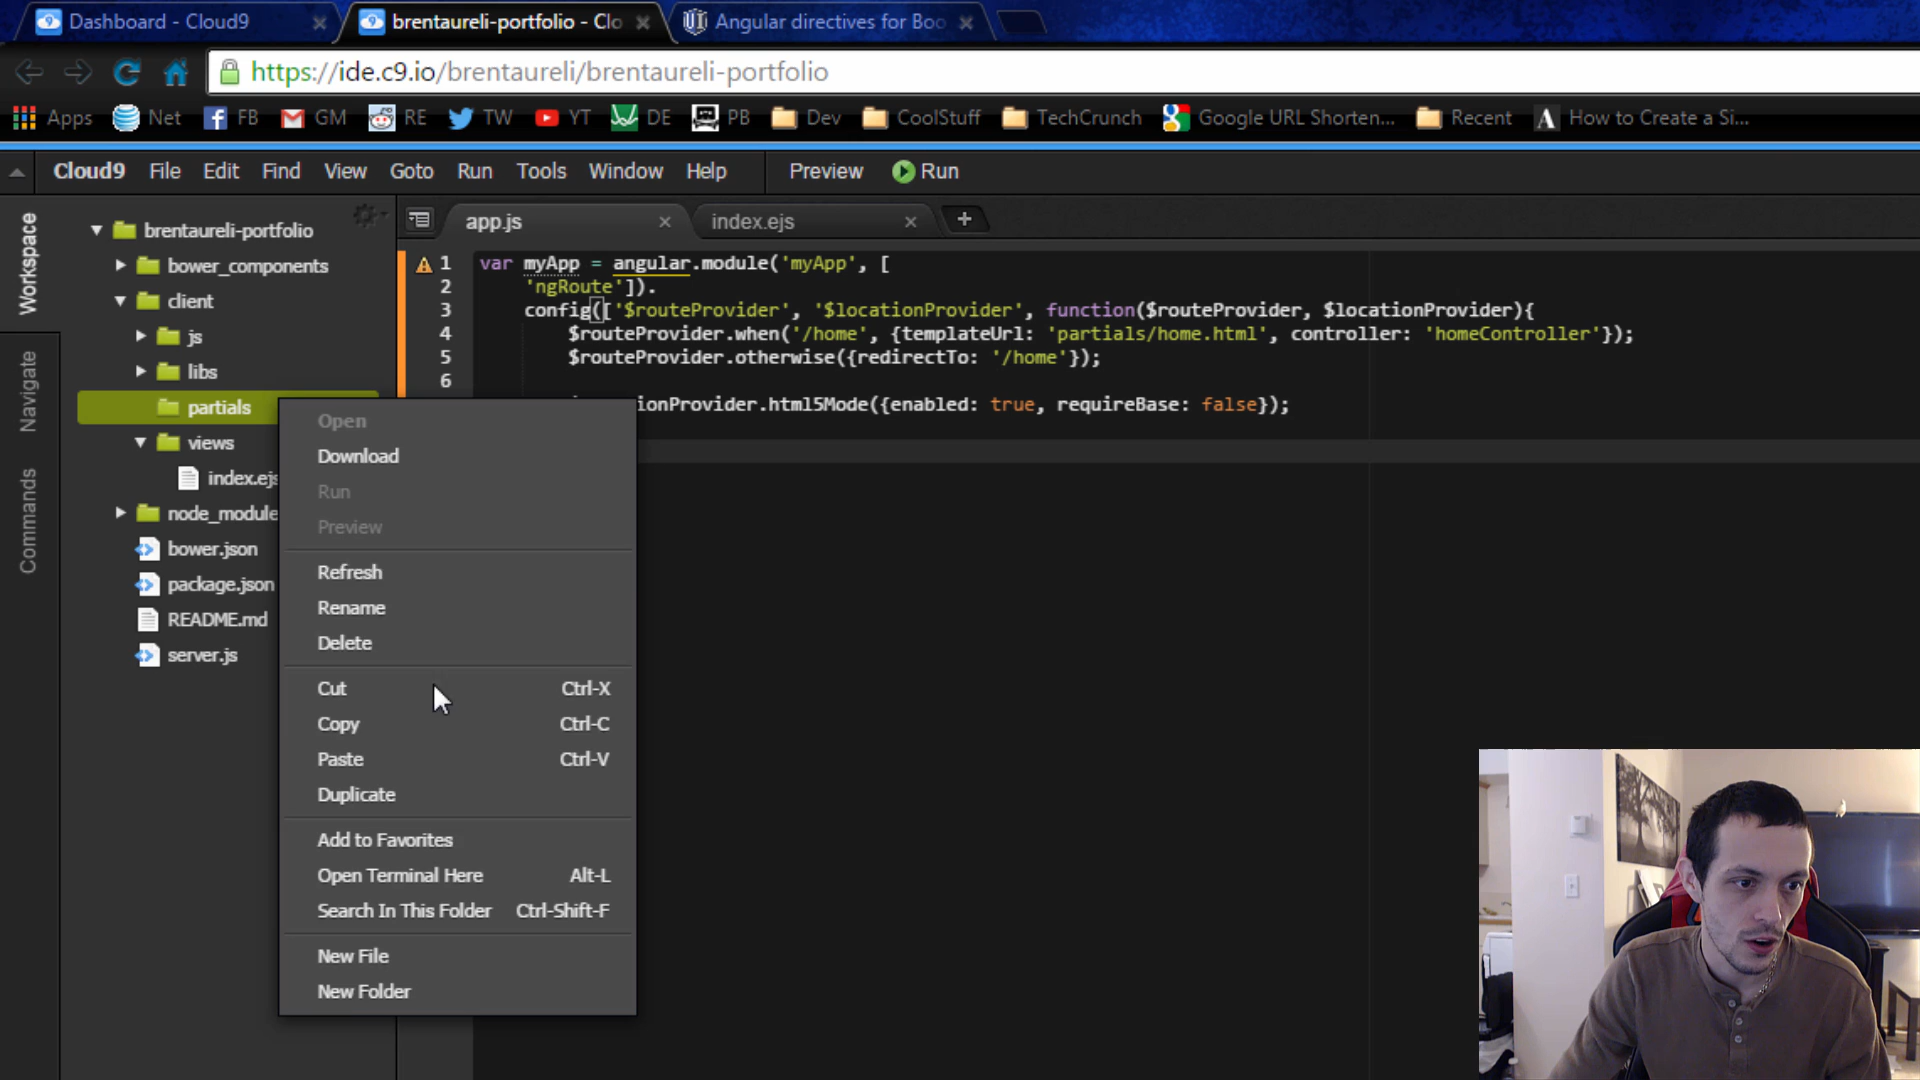 Dashboard - Cloud9
brentaureli-portfolio - Clo
Angular directives for Boo
https://ide.c9.io/brentaureli/brentaureli-portfolio
Apps Net FB GM RE TW YT DE PB Dev CoolStuff TechCrunch Google URL Shorten... Recent How to Create a Si...
Cloud9 File Edit Find View Goto Run Tools Window Help Preview Run
Workspace
Navigate
Commands
brentaureli-portfolio
bower_components
client
js
libs
partials
views
index.ejs
node_module
bower.json
package.json
README.md
server.js
app.js
index.ejs
1 var myApp = angular.module('myApp', [
2 'ngRoute']).
3 config(['$routeProvider', '$locationProvider', function($routeProvider, $locationProvider){
4 $routeProvider.when('/home', {templateUrl: 'partials/home.html', controller: 'homeController'});
5 $routeProvider.otherwise({redirectTo: '/home'});
6
ionProvider.html5Mode({enabled: true, requireBase: false});
Open
Download
Run
Preview
Refresh
Rename
Delete
Cut Ctrl-X
Copy Ctrl-C
Paste Ctrl-V
Duplicate
Add to Favorites
Open Terminal Here Alt-L
Search In This Folder Ctrl-Shift-F
New File
New Folder